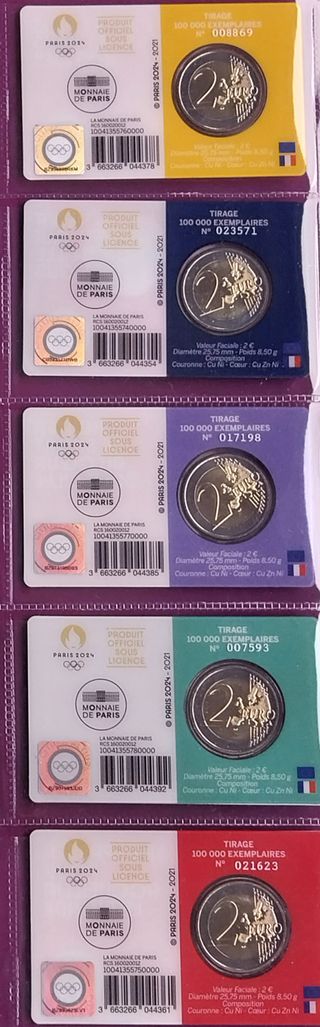 PARIS 2024
PRODUIT
OFFICIEL
SOUS
LICENCE
MONNAIE
DE PARIS
LA MONNAIE DE PARIS
RCS 160020012
10041355760000
3 663266 044378
© PARIS 2024 - 2021
TIRAGE
100 000 EXEMPLAIRES
N° 008869
2 EURO
Valeur Faciale : 2 €
Diamètre 25,75 mm - Poids 8,50 g
Composition
Couronne : Cu Ni - Cœur : Cu Zn Ni
PARIS 2024
PRODUIT
OFFICIEL
SOUS
LICENCE
MONNAIE
DE PARIS
LA MONNAIE DE PARIS
RCS 160020012
10041355740000
3 663266 044354
© PARIS 2024 - 2021
TIRAGE
100 000 EXEMPLAIRES
N° 023571
2 EURO
Valeur Faciale : 2 €
Diamètre 25,75 mm - Poids 8,50 g
Composition
Couronne : Cu Ni - Cœur : Cu Zn Ni
PARIS 2024
PRODUIT
OFFICIEL
SOUS
LICENCE
MONNAIE
DE PARIS
LA MONNAIE DE PARIS
RCS 160020012
10041355770000
3 663266 044385
© PARIS 2024 - 2021
TIRAGE
100 000 EXEMPLAIRES
N° 017198
2 EURO
Valeur Faciale : 2 €
Diamètre 25,75 mm - Poids 8,50 g
Composition
Couronne : Cu Ni - Cœur : Cu Zn Ni
PARIS 2024
PRODUIT
OFFICIEL
SOUS
LICENCE
MONNAIE
DE PARIS
LA MONNAIE DE PARIS
RCS 160020012
10041355780000
3 663266 044392
© PARIS 2024 - 2021
TIRAGE
100 000 EXEMPLAIRES
N° 007593
2 EURO
Valeur Faciale : 2 €
Diamètre 25,75 mm - Poids 8,50 g
Composition
Couronne : Cu Ni - Cœur : Cu Zn Ni
PARIS 2024
PRODUIT
OFFICIEL
SOUS
LICENCE
MONNAIE
DE PARIS
LA MONNAIE DE PARIS
RCS 160020012
10041355750000
3 663266 044361
© PARIS 2024 - 2021
TIRAGE
100 000 EXEMPLAIRES
N° 021623
2 EURO
Valeur Faciale : 2 €
Diamètre 25,75 mm - Poids 8,50 g
Composition
Couronne : Cu Ni - Cœur : Cu Zn Ni